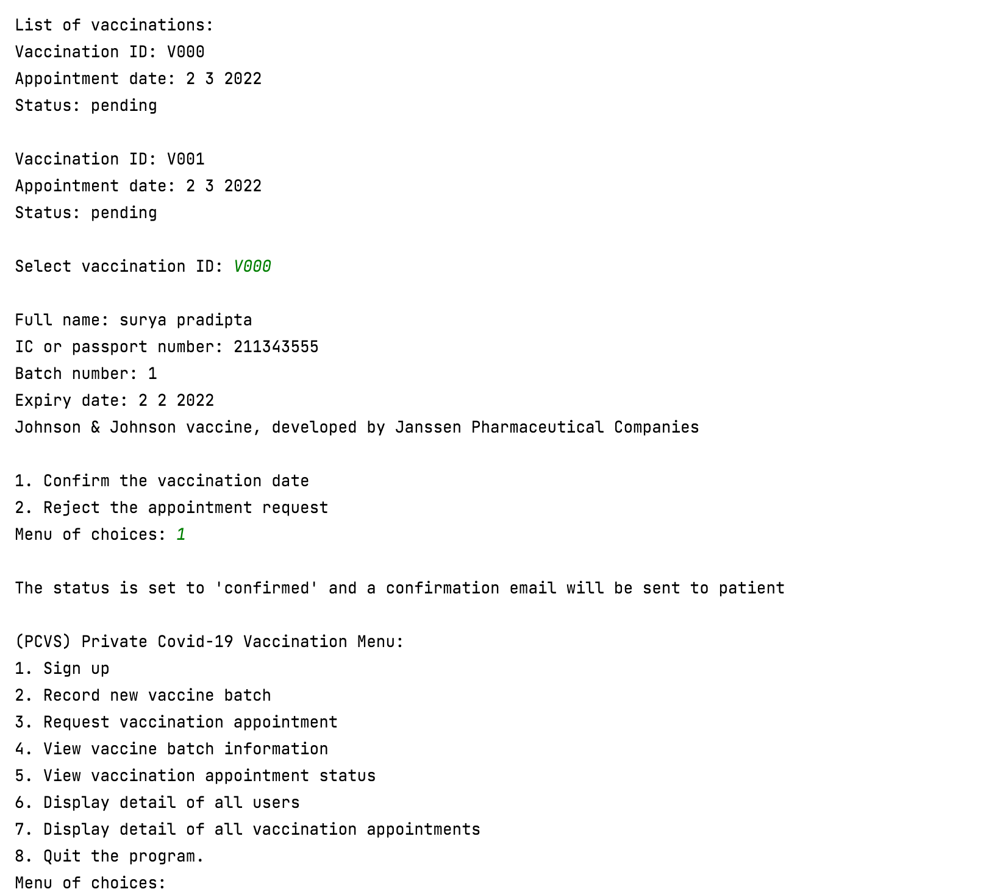 List of vaccinations:
Vaccination ID: V000
Appointment date: 2 3 2022
Status: pending
Vaccination ID: V001
Appointment date: 2 3 2022
Status: pending
Select vaccination ID: V000
Full name: surya pradipta
IC or passport number: 211343555
Batch number: 1
Expiry date: 2 2 2022
Johnson & Johnson vaccine, developed by Janssen Pharmaceutical Companies
1. Confirm the vaccination date
2. Reject the appointment request
Menu of choices: 1
The status is set to 'confirmed' and a confirmation email will be sent to patient
(PCVS) Private Covid-19 Vaccination Menu:
1. Sign up
2. Record new vaccine batch
3. Request vaccination appointment
4. View vaccine batch information
5. View vaccination appointment status
6. Display detail of all users
7. Display detail of all vaccination appointments
8. Quit the program.
Menu of choices: